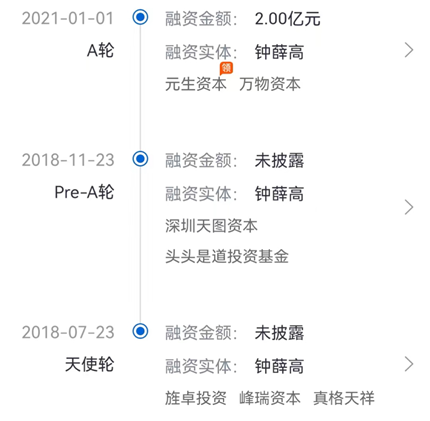 2021-01-01 融资金额： 2.00亿元
A轮 融资实体： 钟薛高
领
元生资本 万物资本
2018-11-23 融资金额： 未披露
Pre-A轮 融资实体： 钟薛高
深圳天图资本
头头是道投资基金
2018-07-23 融资金额： 未披露
天使轮 融资实体： 钟薛高
旌卓投资 峰瑞资本 真格天祥